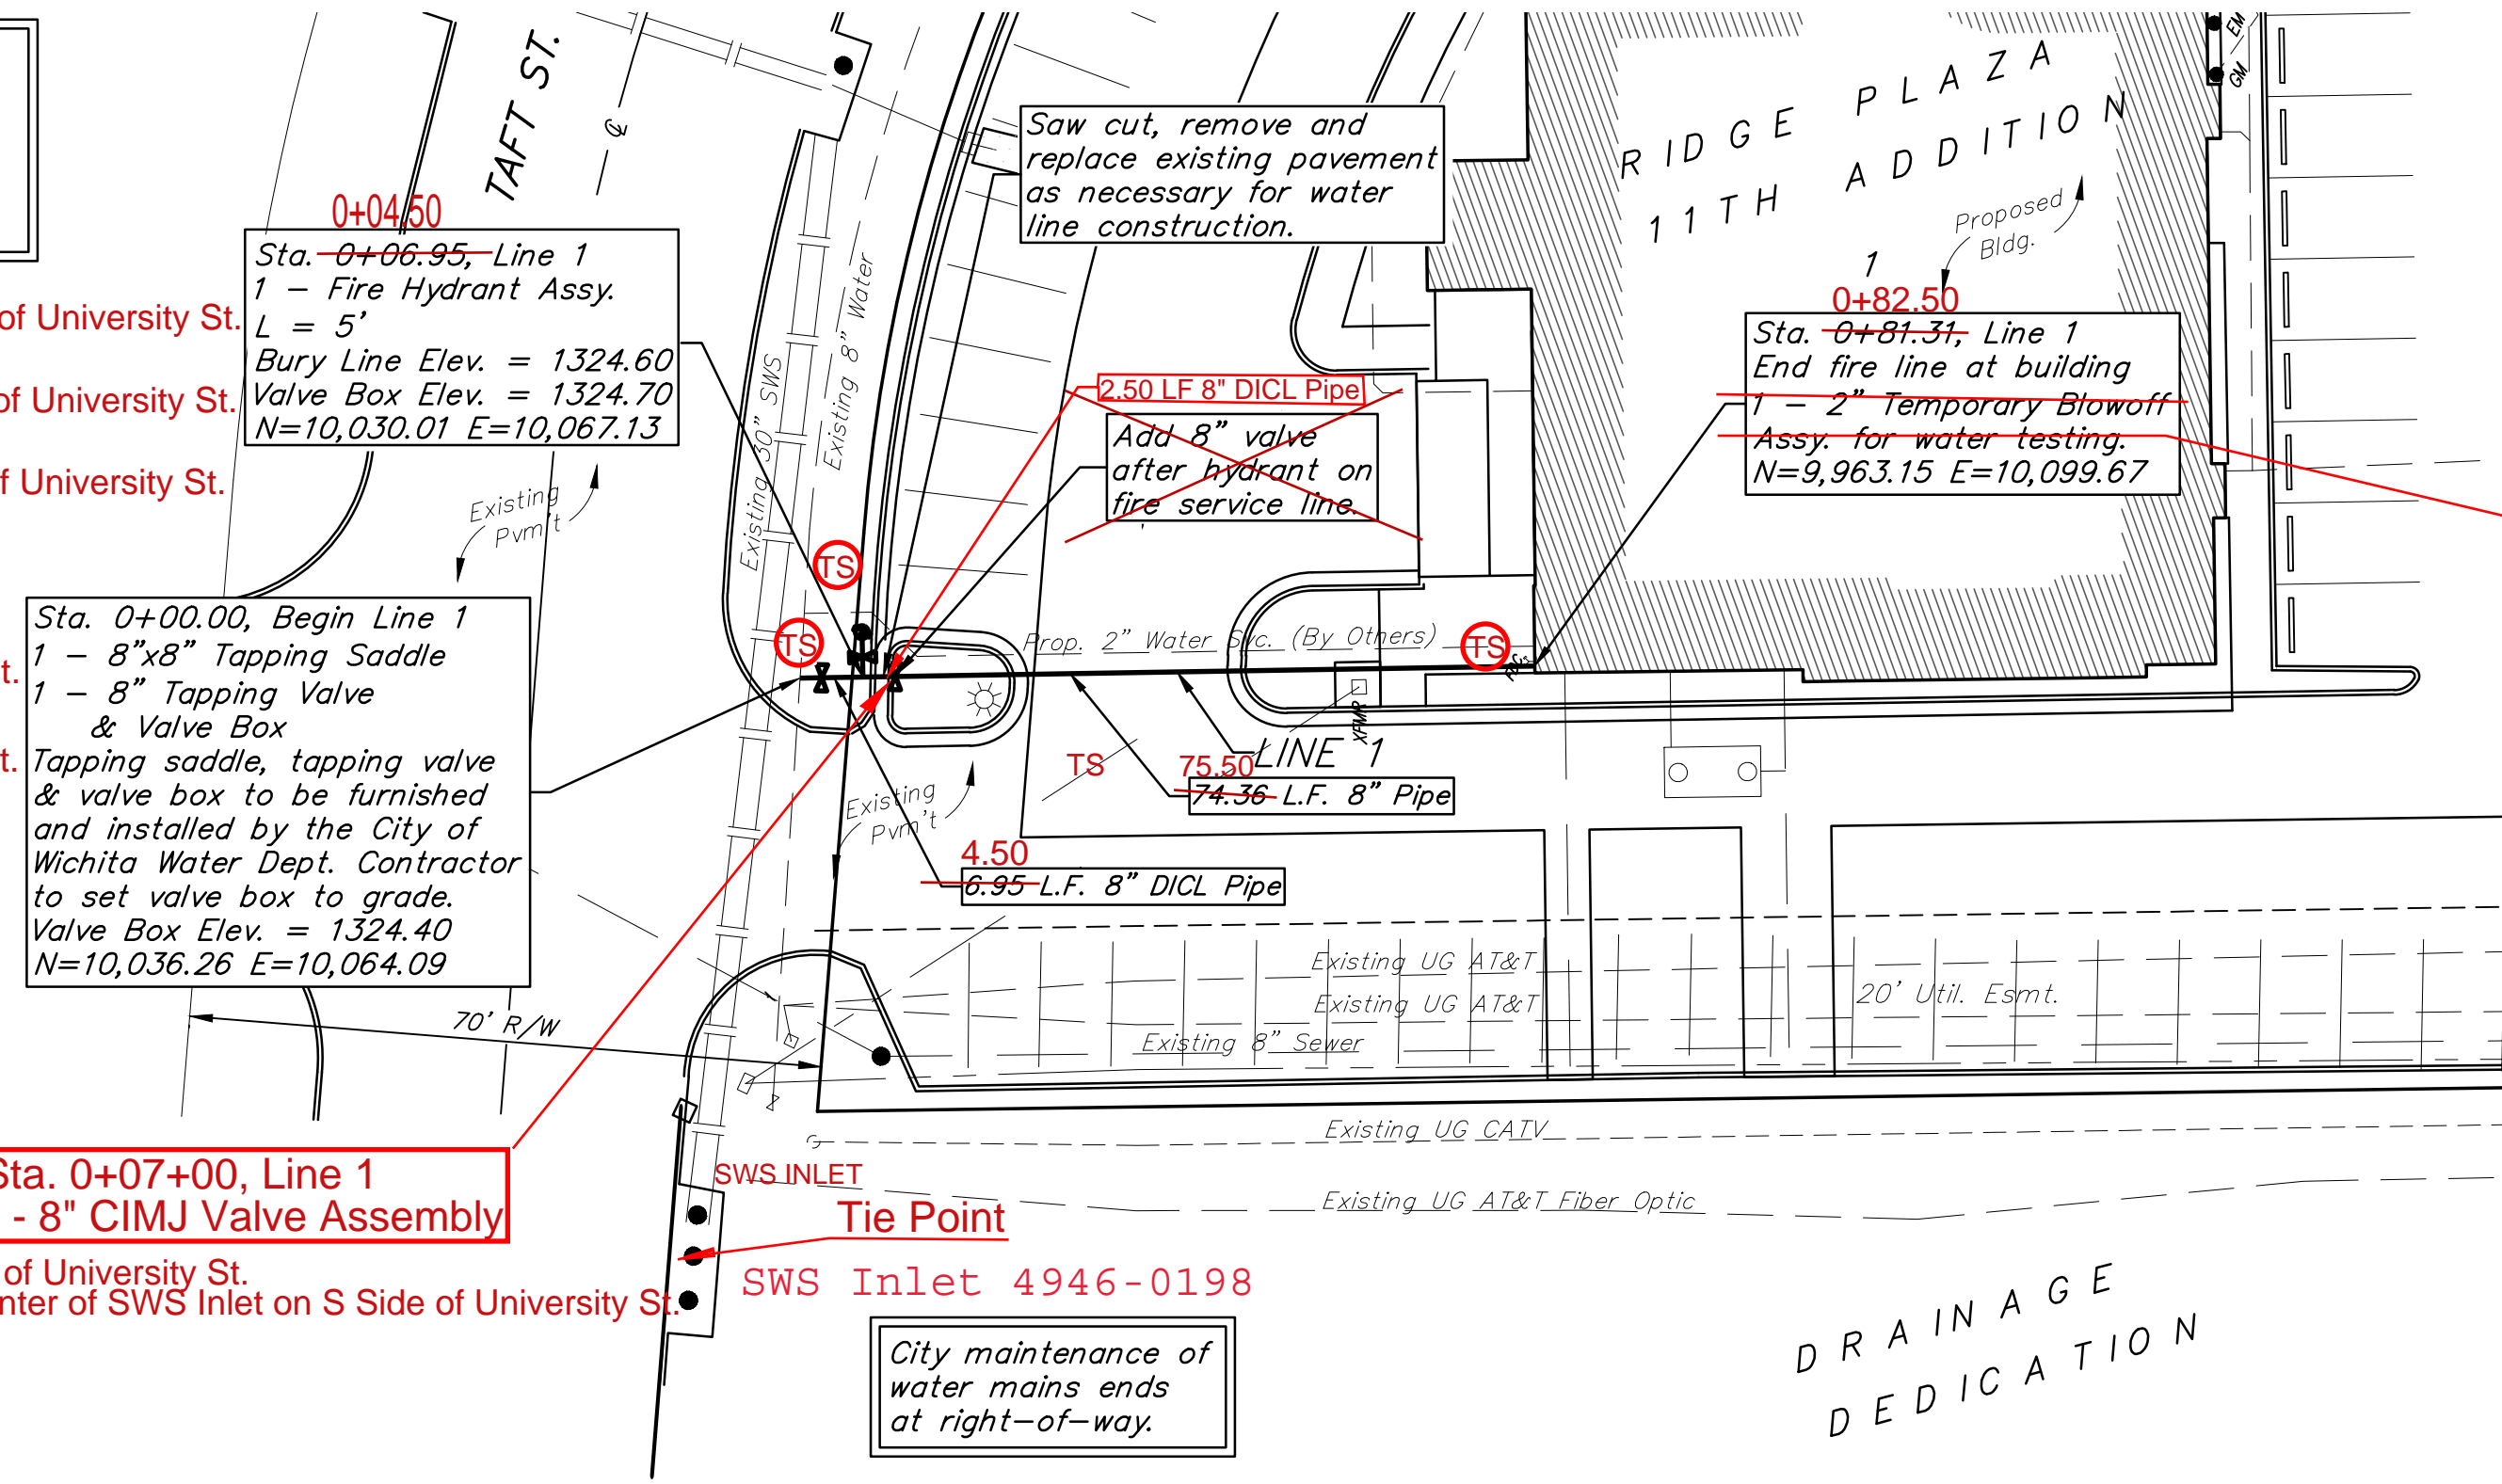 TAFT ST.
0+04.50
Sta. 0+06.95, Line 1
1 - Fire Hydrant Assy.
L = 5'
Bury Line Elev. = 1324.60
Valve Box Elev. = 1324.70
N=10,030.01 E=10,067.13
of University St.
of University St.
of University St.
Saw cut, remove and
replace existing pavement
as necessary for water
line construction.
RIDGE PLAZA
11TH ADDITION
1
Proposed
Bldg.
EM
GM
0+82.50
Sta. 0+81.31, Line 1
End fire line at building
1 - 2" Temporary Blowoff
Assy. for water testing.
N=9,963.15 E=10,099.67
2.50 LF 8" DICL Pipe
Add 8" valve
after hydrant on
fire service line.
Existing 30" SWS
Existing 8" Water
Existing
Pvm't
TS
TS
TS
Prop. 2" Water Svc. (By Others)
Sta. 0+00.00, Begin Line 1
1 - 8"x8" Tapping Saddle
1 - 8" Tapping Valve
& Valve Box
Tapping saddle, tapping valve
& valve box to be furnished
and installed by the City of
Wichita Water Dept. Contractor
to set valve box to grade.
Valve Box Elev. = 1324.40
N=10,036.26 E=10,064.09
t.
t.
XFMR
LINE 1
TS
75.50
74.36 L.F. 8" Pipe
Existing
Pvm't
4.50
6.95 L.F. 8" DICL Pipe
Existing UG AT&T
Existing UG AT&T
20' Util. Esmt.
Existing 8" Sewer
70' R/W
Existing UG CATV
Existing UG AT&T Fiber Optic
Sta. 0+07+00, Line 1
- 8" CIMJ Valve Assembly
of University St.
nter of SWS Inlet on S Side of University St.
SWS INLET
Tie Point
SWS Inlet 4946-0198
City maintenance of
water mains ends
at right-of-way.
DRAINAGE
DEDICATION